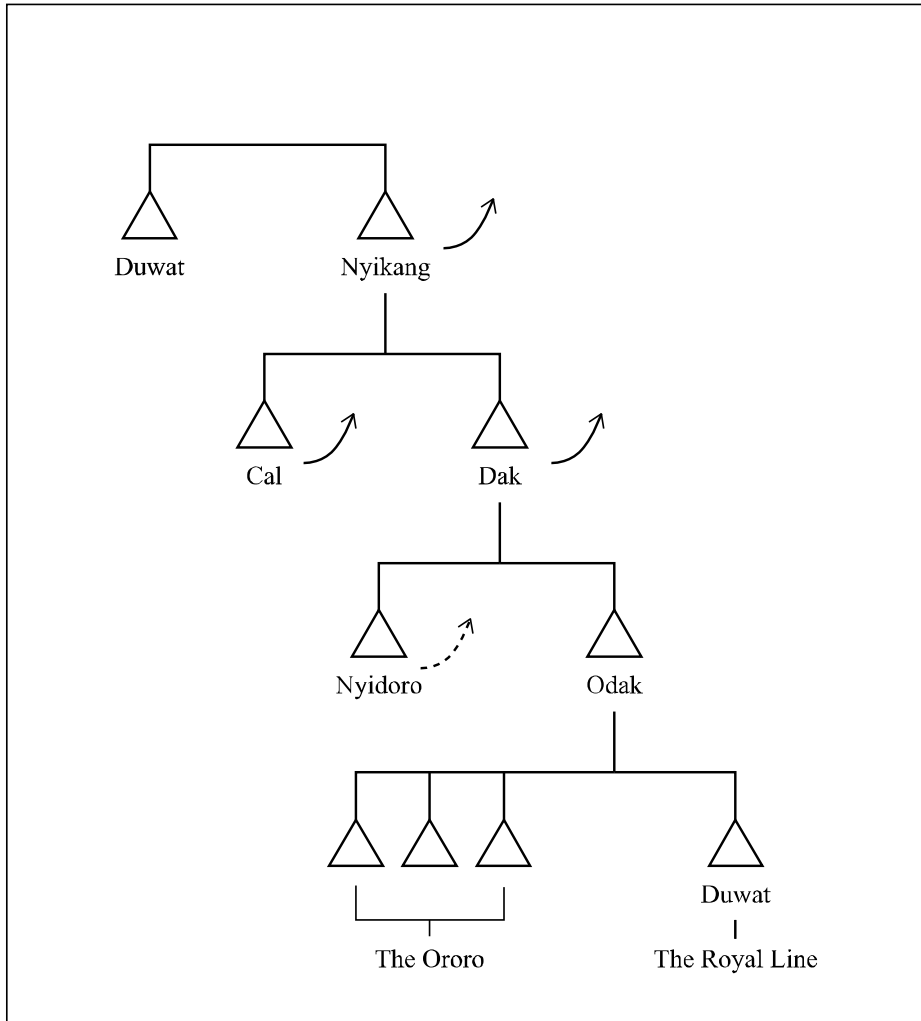 Duwat
Nyikang
Cal
Dak
Nyidoro
Odak
Duwat
The Ororo
The Royal Line